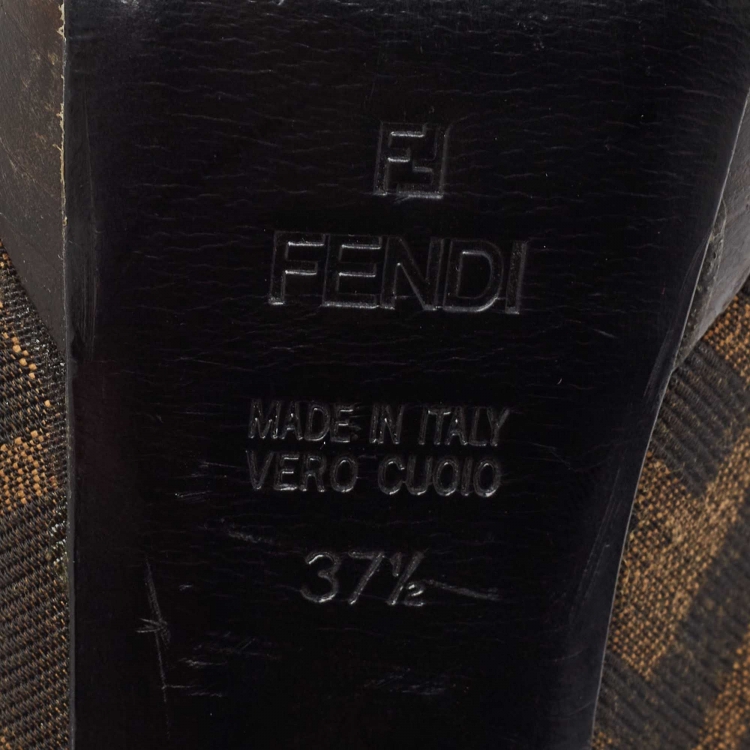 FF
FENDI
MADE IN ITALY
VERO CUOIO
37½